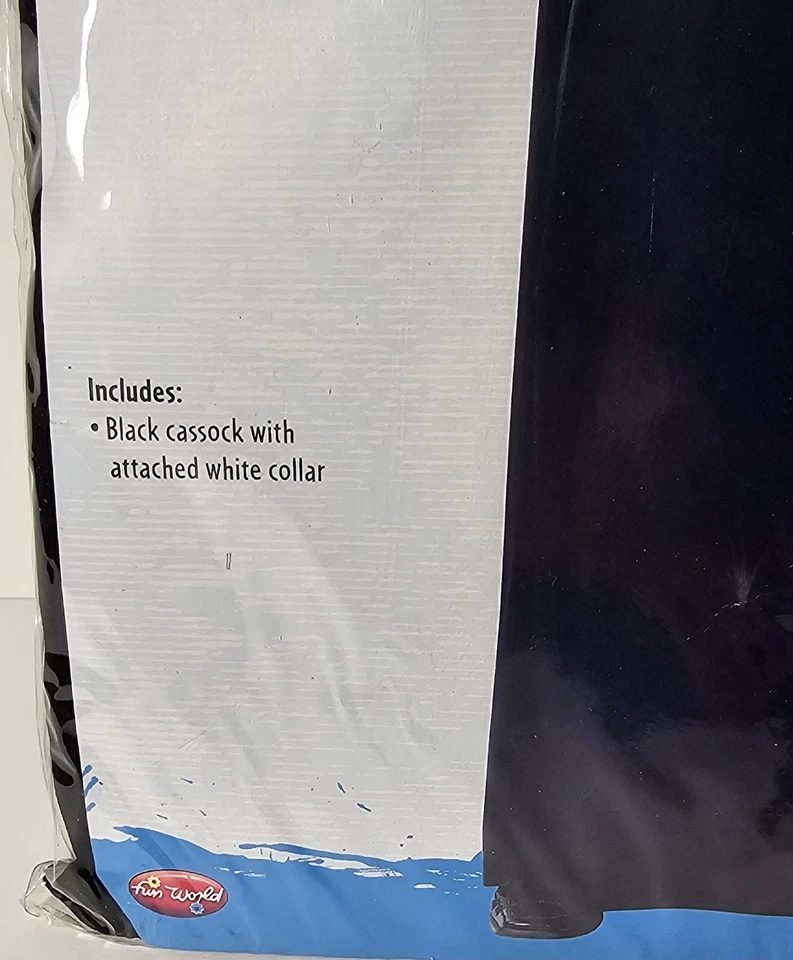 Includes:
• Black cassock with
attached white collar
fun world